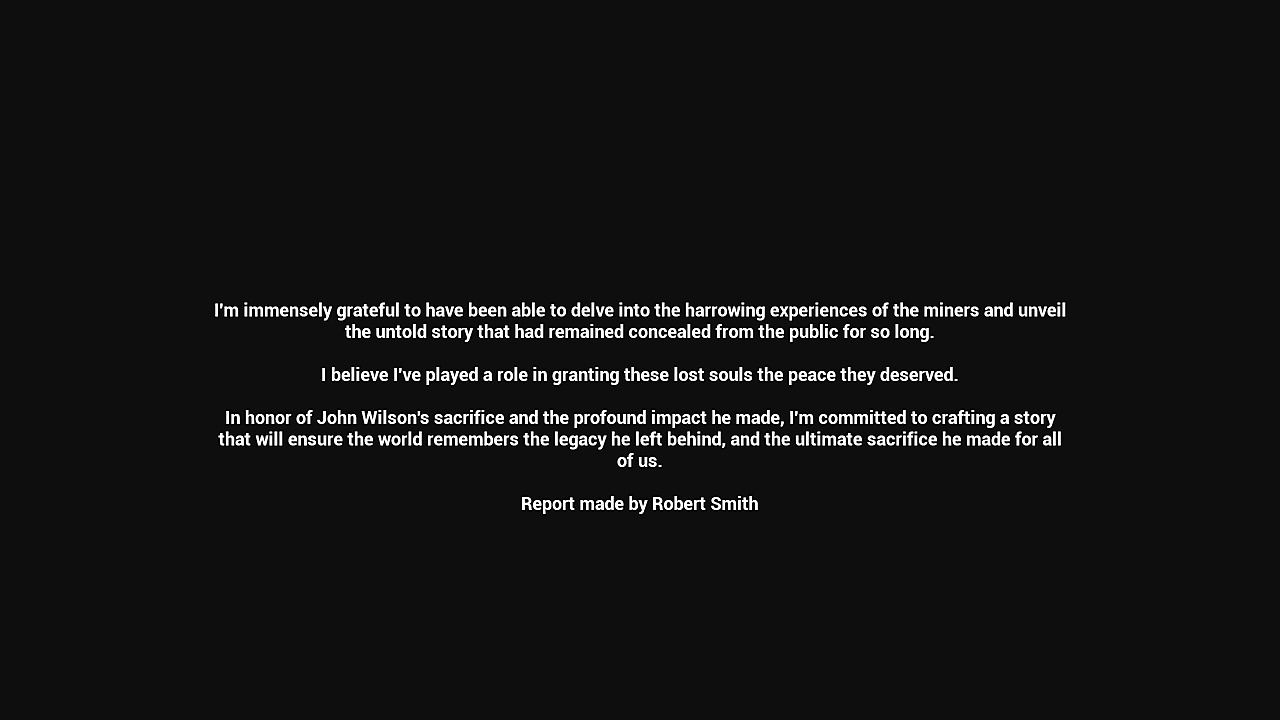 I'm immensely grateful to have been able to delve into the harrowing experiences of the miners and unveil
the untold story that had remained concealed from the public for so long.
I believe I've played a role in granting these lost souls the peace they deserved.
In honor of John Wilson's sacrifice and the profound impact he made, I'm committed to crafting a story
that will ensure the world remembers the legacy he left behind, and the ultimate sacrifice he made for all
of us.
Report made by Robert Smith